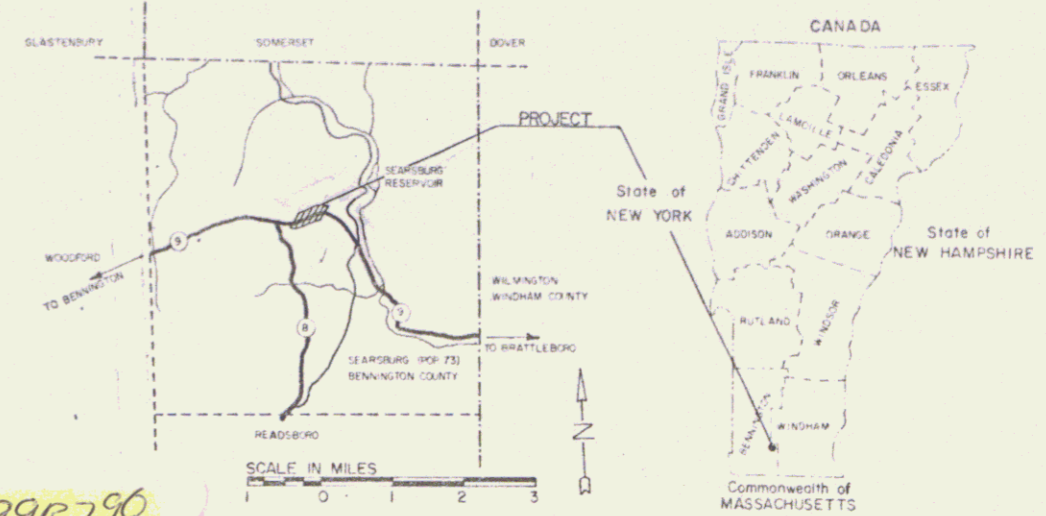 GLASTENBURY
SOMERSET
DOVER
PROJECT
SEARSBURG
RESERVOIR
9
WOODFORD
TO BENNINGTON
WILMINGTON
WINDHAM COUNTY
9
8
TO BRATTLEBORO
SEARSBURG (POP. 73)
BENNINGTON COUNTY
READSBORO
N
SCALE IN MILES
1 0 1 2 3
CANADA
GRAND ISLE
FRANKLIN
ORLEANS
ESSEX
LAMOILLE
CHITTENDEN
WASHINGTON
CALEDONIA
State of
NEW YORK
ADDISON
ORANGE
State of
NEW HAMPSHIRE
RUTLAND
WINDSOR
BENNINGTON
WINDHAM
Commonwealth of
MASSACHUSETTS